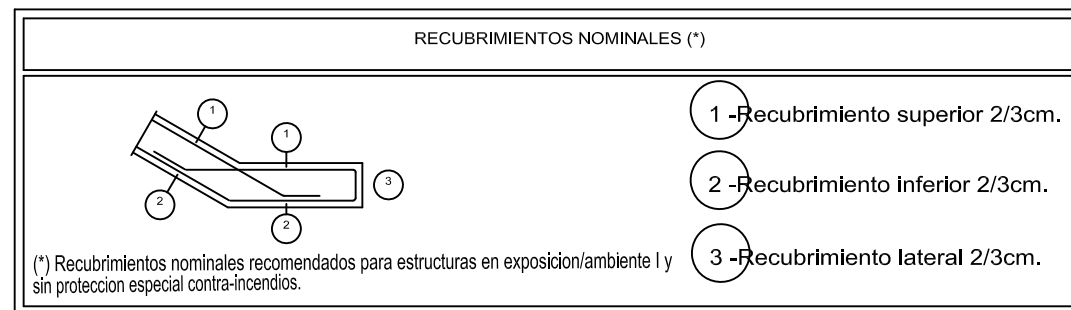 RECUBRIMIENTOS NOMINALES (*)
1
1
2
2
3
(*) Recubrimientos nominales recomendados para estructuras en exposicion/ambiente I y
sin proteccion especial contra-incendios.
1 -Recubrimiento superior 2/3cm.
2 -Recubrimiento inferior 2/3cm.
3 -Recubrimiento lateral 2/3cm.